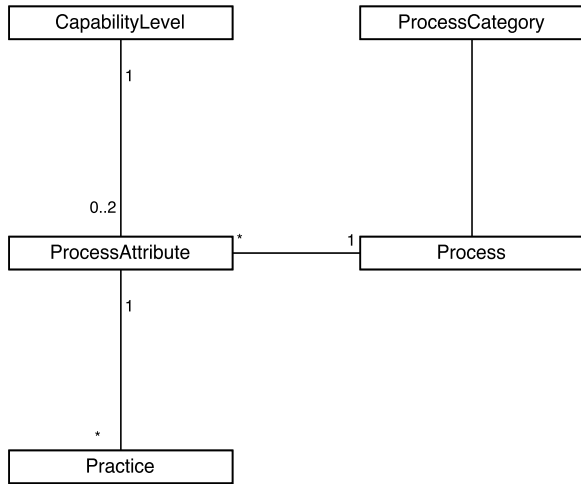 CapabilityLevel
ProcessCategory
1
0..2
ProcessAttribute
*
1
Process
1
*
Practice